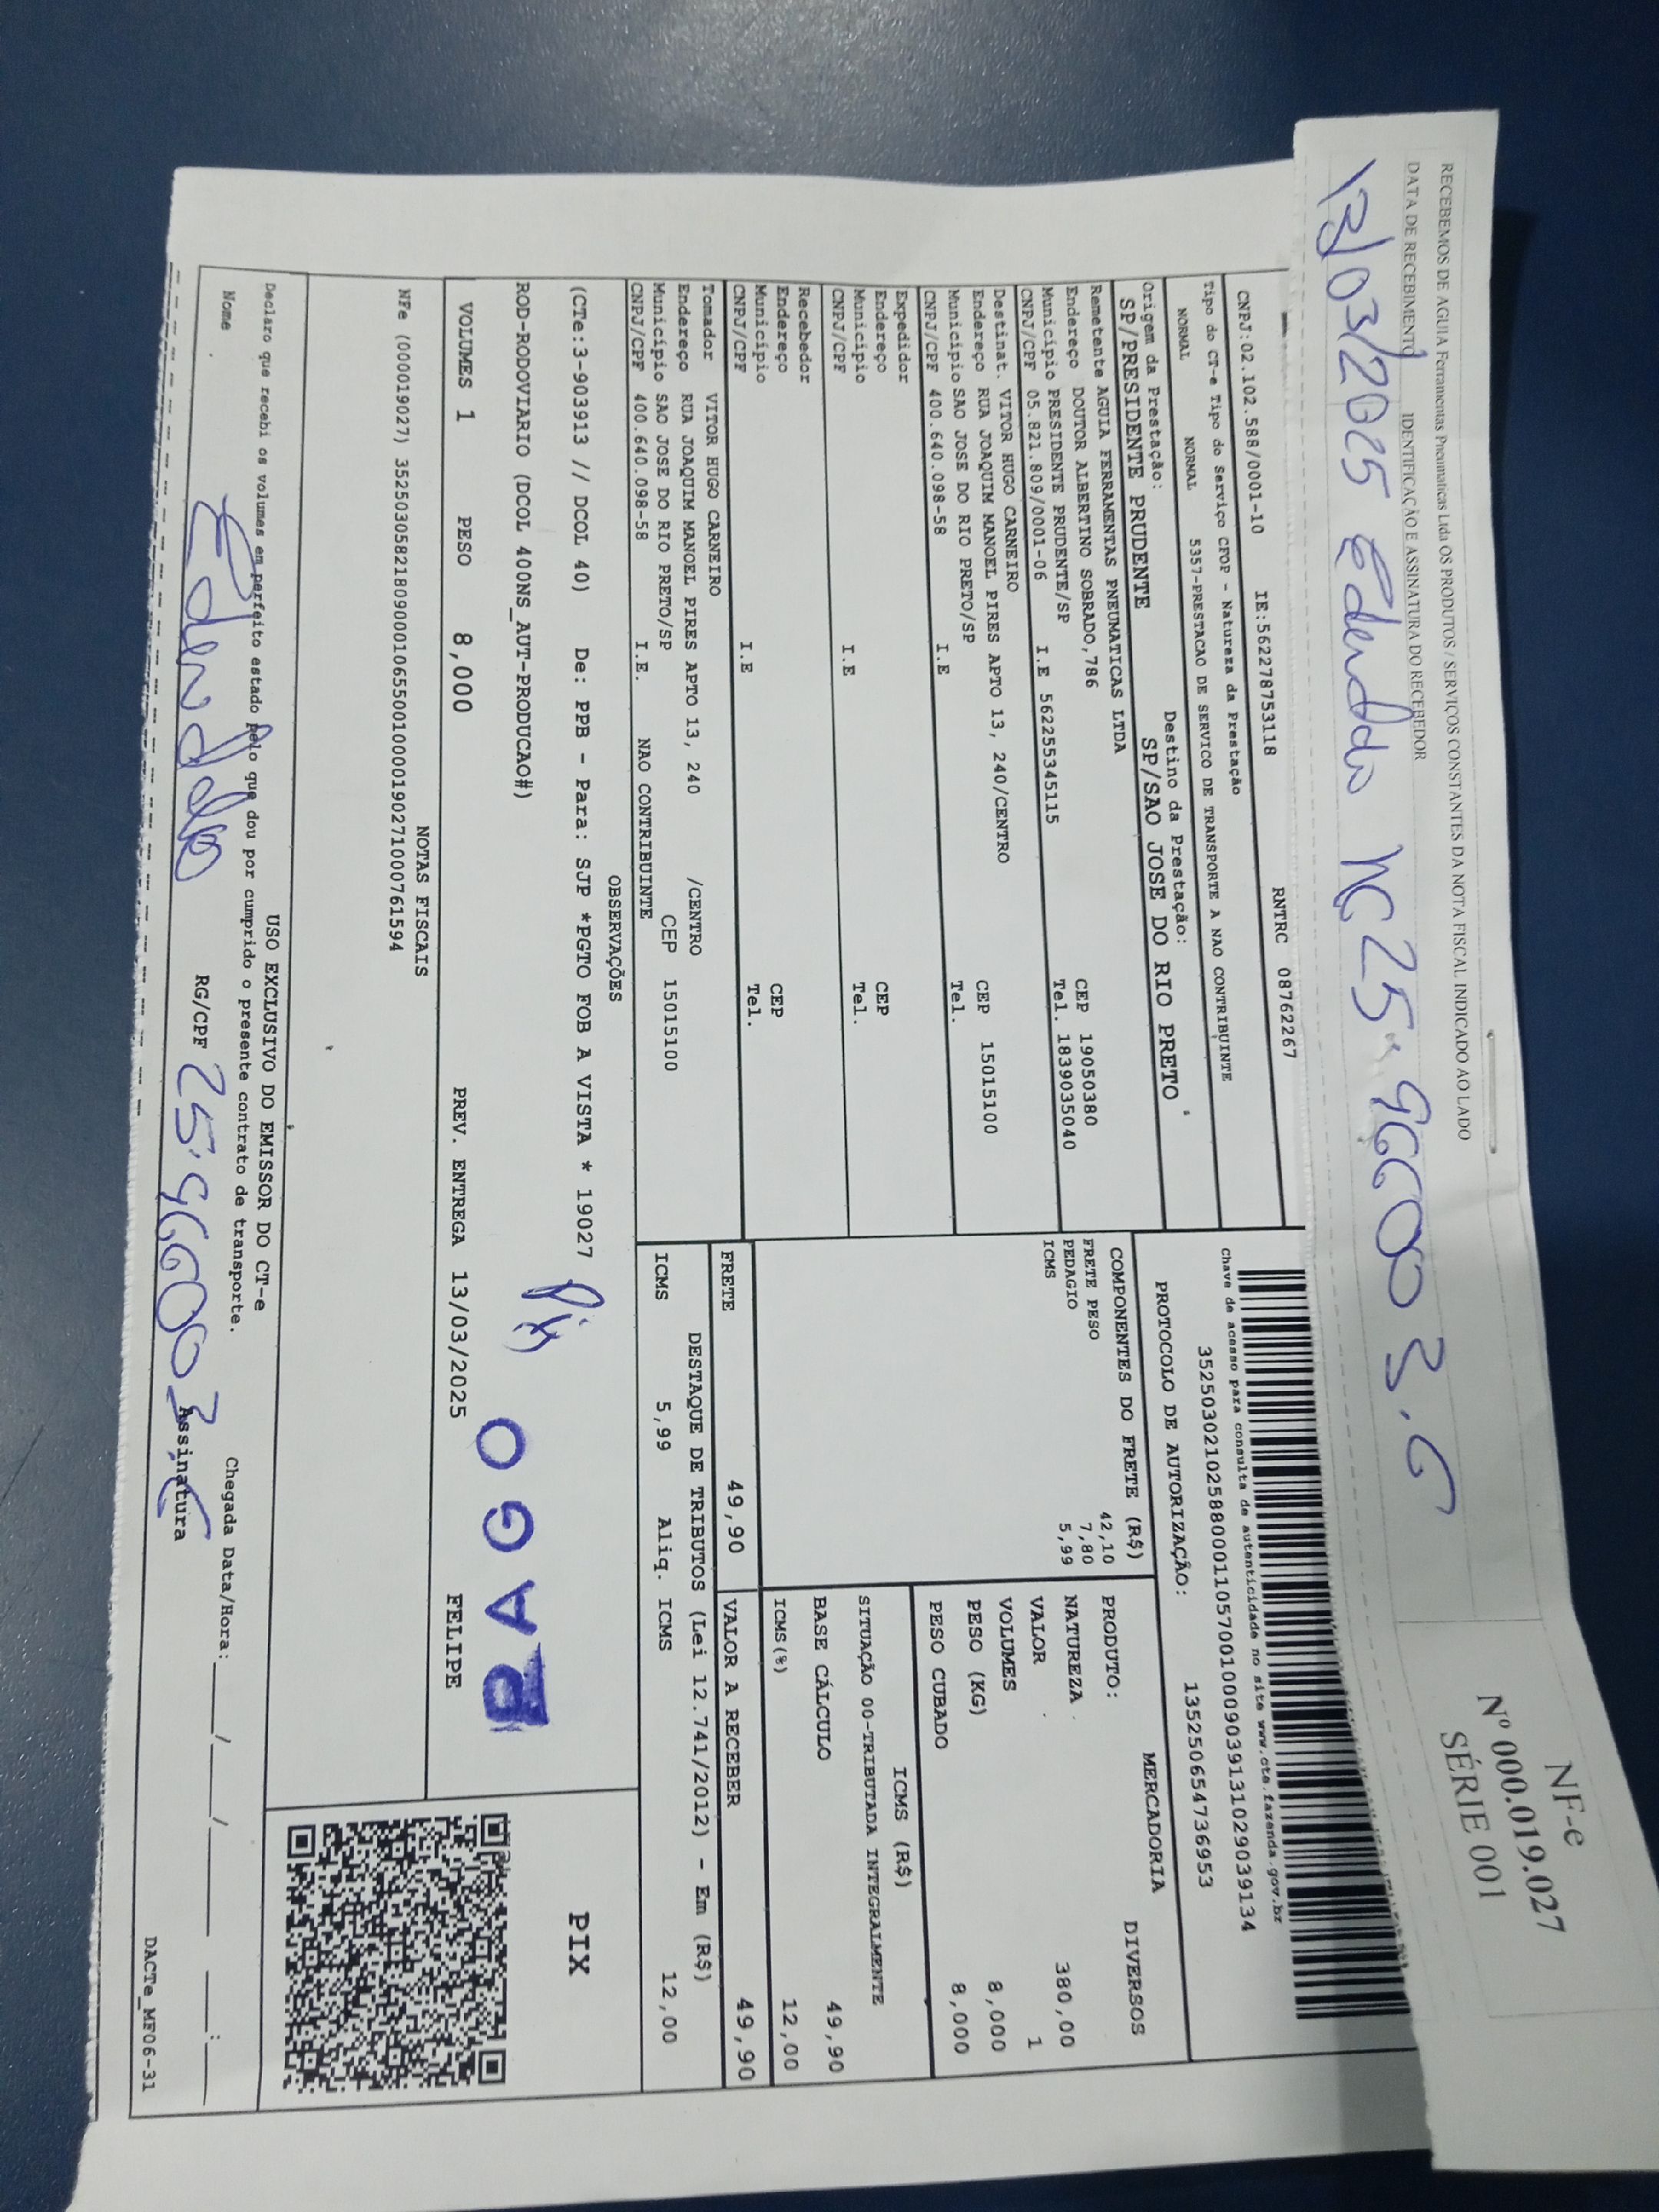 RECEBEMOS DE AGUIA Ferramentas Pneumaticas Ltda OS PRODUTOS / SERVIÇOS CONSTANTES DA NOTA FISCAL INDICADO AO LADO
DATA DE RECEBIMENTO IDENTIFICAÇÃO E ASSINATURA DO RECEBEDOR
13/03/2025
NF-e
Nº 000.019.027
SÉRIE 001
CNPJ:02.102.588/0001-10 IE:562278753118 RNTRC 08762267
Tipo do CT-e Tipo do Serviço CFOP - Natureza da Prestação
NORMAL NORMAL 5357-PRESTACAO DE SERVICO DE TRANSPORTE A NAO CONTRIBUINTE
Origem da Prestação: Destino da Prestação:
SP/PRESIDENTE PRUDENTE SP/SAO JOSE DO RIO PRETO
Remetente AGUIA FERRAMENTAS PNEUMATICAS LTDA
Endereço DOUTOR ALBERTINO SOBRADO,786 CEP 19050380
Municipio PRESIDENTE PRUDENTE/SP Tel. 1839035040
CNPJ/CPF 05.821.809/0001-06 I.E 562255345115
Destinat. VITOR HUGO CARNEIRO
Endereço RUA JOAQUIM MANOEL PIRES APTO 13, 240/CENTRO CEP 15015100
Municipio SAO JOSE DO RIO PRETO/SP Tel.
CNPJ/CPF 400.640.098-58 I.E
Expedidor
Endereço CEP
Municipio Tel.
CNPJ/CPF I.E
Recebedor
Endereço CEP
Municipio Tel.
CNPJ/CPF I.E
Tomador VITOR HUGO CARNEIRO
Endereço RUA JOAQUIM MANOEL PIRES APTO 13, 240 /CENTRO
Municipio SAO JOSE DO RIO PRETO/SP CEP 15015100
CNPJ/CPF 400.640.098-58 I.E. NAO CONTRIBUINTE
Chave de acesso para consulta de autenticidade no site www.cte.fazenda.gov.br
35250302102588000110570010009039131029039134
PROTOCOLO DE AUTORIZAÇÃO: 135250654736953
COMPONENTES DO FRETE (R$)
FRETE PESO 42,10
PEDAGIO 7,80
ICMS 5,99
MERCADORIA
PRODUTO: DIVERSOS
NATUREZA
VALOR 380,00
VOLUMES 1
PESO (KG) 8,000
PESO CUBADO 8,000
ICMS (R$)
SITUAÇÃO 00-TRIBUTADA INTEGRALMENTE
BASE CÁLCULO 49,90
ICMS(%) 12,00
FRETE 49,90 VALOR A RECEBER 49,90
DESTAQUE DE TRIBUTOS (Lei 12.741/2012) - Em (R$)
ICMS 5,99 Aliq. ICMS 12,00
OBSERVAÇÕES
(CTe:3-903913 // DCOL 40) De: PPB - Para: SJP *PGTO FOB A VISTA * 19027
ROD-RODOVIARIO (DCOL 400NS_AUT-PRODUCAO#)
Pix
PAGO
PIX
VOLUMES 1 PESO 8,000 PREV. ENTREGA 13/03/2025 FELIPE
NOTAS FISCAIS
NFe (000019027) 35250305821809000106550010000190271000761594
USO EXCLUSIVO DO EMISSOR DO CT-e
Declaro que recebi os volumes em perfeito estado pelo que dou por cumprido o presente contrato de transporte.
Nome RG/CPF Assinatura
Chegada Data/Hora:____/____/____ ___:___
DACTe_MF06-31